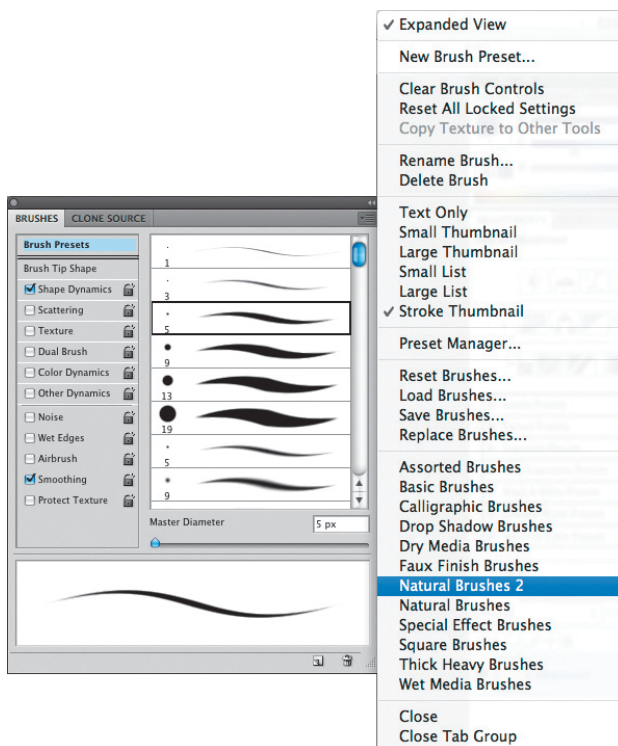 BRUSHES CLONE SOURCE
Brush Presets
Brush Tip Shape
Shape Dynamics
Scattering
Texture
Dual Brush
Color Dynamics
Other Dynamics
Noise
Wet Edges
Airbrush
Smoothing
Protect Texture
1
3
5
9
13
19
5
9
Master Diameter
5 px
Expanded View
New Brush Preset...
Clear Brush Controls
Reset All Locked Settings
Copy Texture to Other Tools
Rename Brush...
Delete Brush
Text Only
Small Thumbnail
Large Thumbnail
Small List
Large List
Stroke Thumbnail
Preset Manager...
Reset Brushes...
Load Brushes...
Save Brushes...
Replace Brushes...
Assorted Brushes
Basic Brushes
Calligraphic Brushes
Drop Shadow Brushes
Dry Media Brushes
Faux Finish Brushes
Natural Brushes 2
Natural Brushes
Special Effect Brushes
Square Brushes
Thick Heavy Brushes
Wet Media Brushes
Close
Close Tab Group